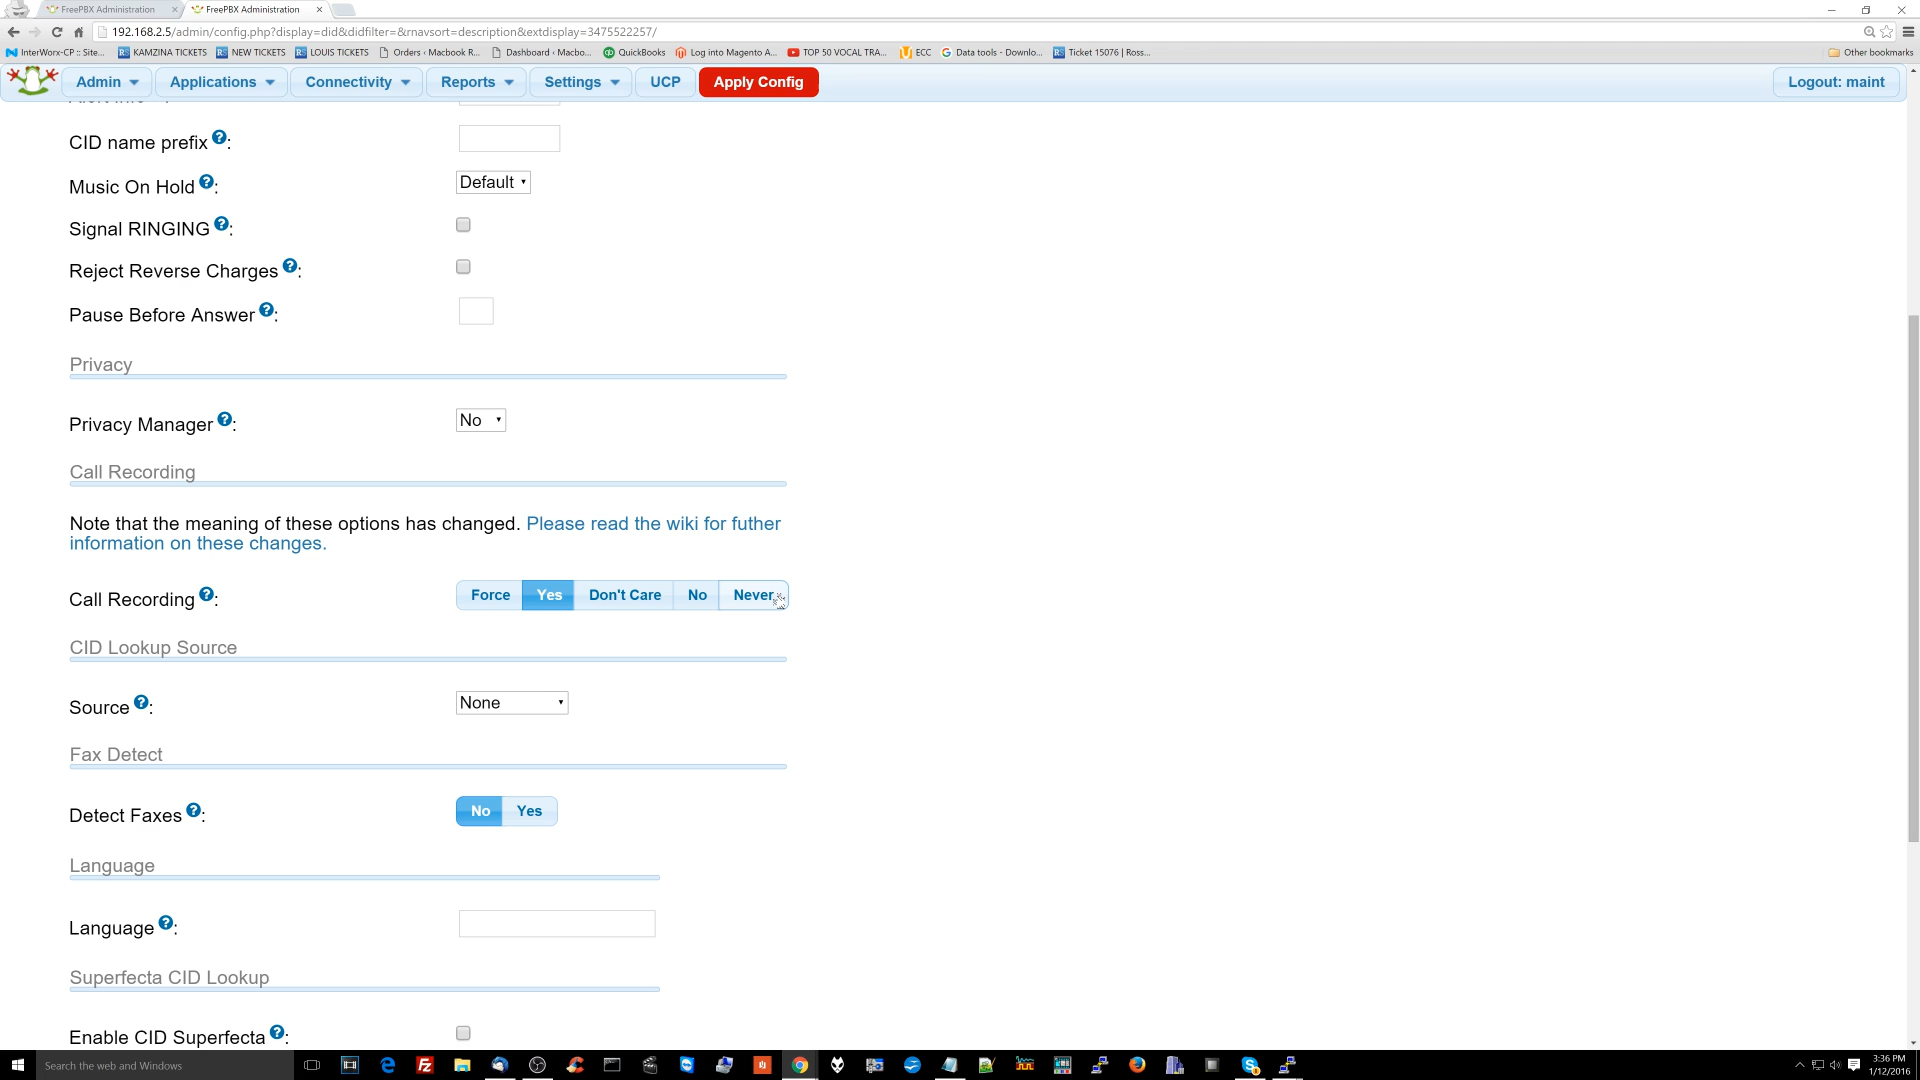 FreePBX Administration
FreePBX Administration
192.168.2.5/admin/config.php?display=did&didfilter=&rnavsort=description&extdisplay=3475522257/
InterWorx-CP :: Site...
KAMZINA TICKETS
NEW TICKETS
LOUIS TICKETS
Orders ‹ Macbook R...
Dashboard ‹ Macbo...
QuickBooks
Log into Magento A...
TOP 50 VOCAL TRA...
ECC
Data tools - Downlo...
Ticket 15076 | Ross...
Other bookmarks
Admin
Applications
Connectivity
Reports
Settings
UCP
Apply Config
Logout: maint
CID name prefix ?:
Music On Hold ?:
Default
Signal RINGING ?:
Reject Reverse Charges ?:
Pause Before Answer ?:
Privacy
Privacy Manager ?:
No
Call Recording
Note that the meaning of these options has changed. Please read the wiki for futher
information on these changes.
Call Recording ?:
Force
Yes
Don't Care
No
Never
CID Lookup Source
Source ?:
None
Fax Detect
Detect Faxes ?:
No
Yes
Language
Language ?:
Superfecta CID Lookup
Enable CID Superfecta ?:
Search the web and Windows
3:36 PM
1/12/2016